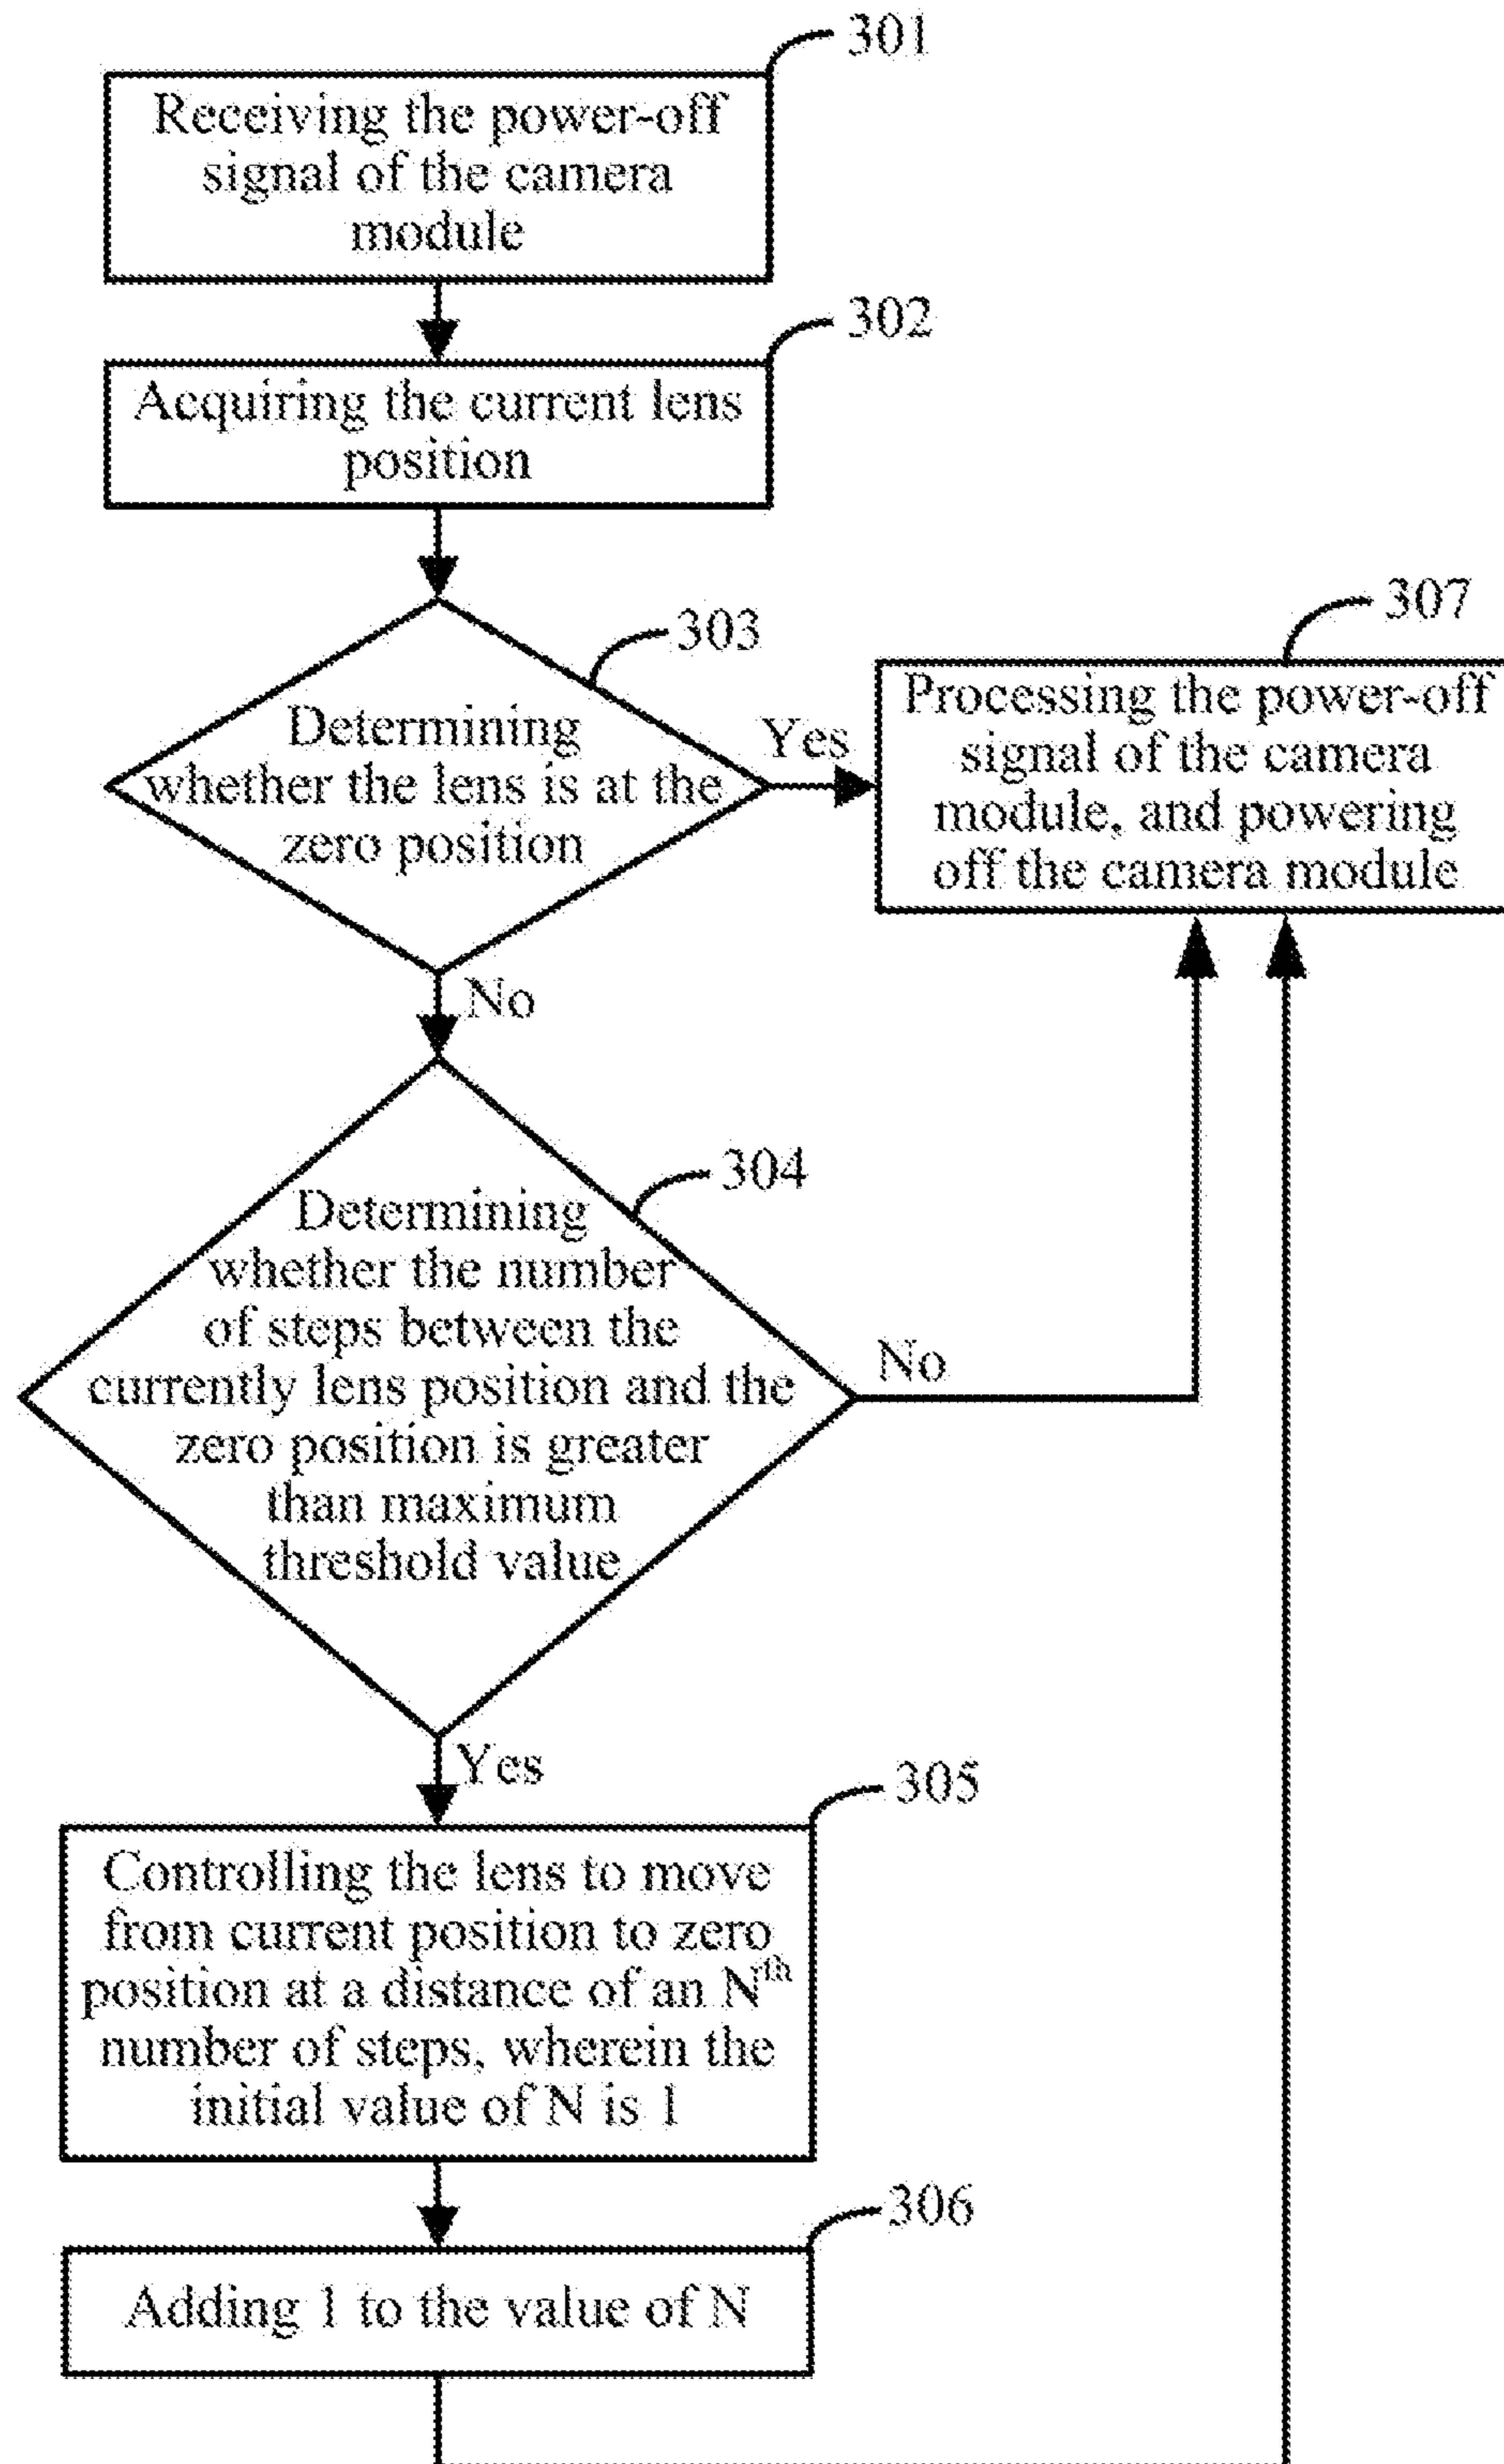 301
Receiving the power-off
signal of the camera
module
302
Acquiring the current lens
position
303
Determining
whether the lens is at the
zero position
Yes
307
Processing the power-off
signal of the camera
module, and powering
off the camera module
No
304
Determining
whether the number
of steps between the
currently lens position and the
zero position is greater
than maximum
threshold value
No
Yes
305
Controlling the lens to move
from current position to zero
position at a distance of an Nth
number of steps, wherein the
initial value of N is 1
306
Adding 1 to the value of N